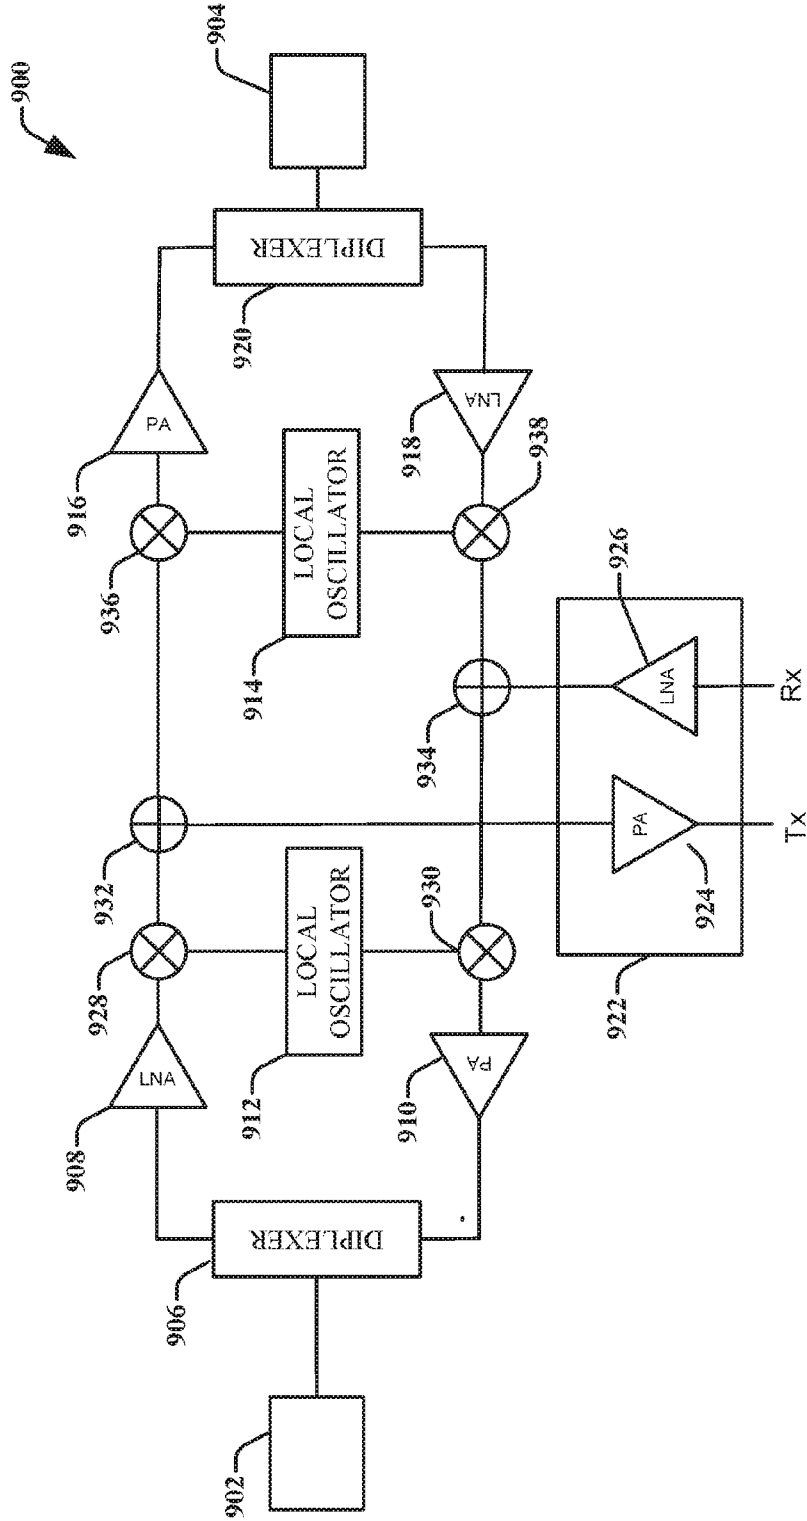 900
904
DIPLEXER
920
PA
916
LNA
918
936
LOCAL
OSCILLATOR
914
938
926
LNA
Rx
934
932
PA
924
Tx
922
928
LOCAL
OSCILLATOR
912
930
LNA
908
PA
910
DIPLEXER
906
902